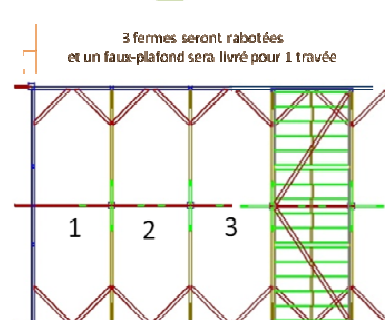 3 fermes seront rabotées
et un faux-plafond sera livré pour 1 travée
1 2 3